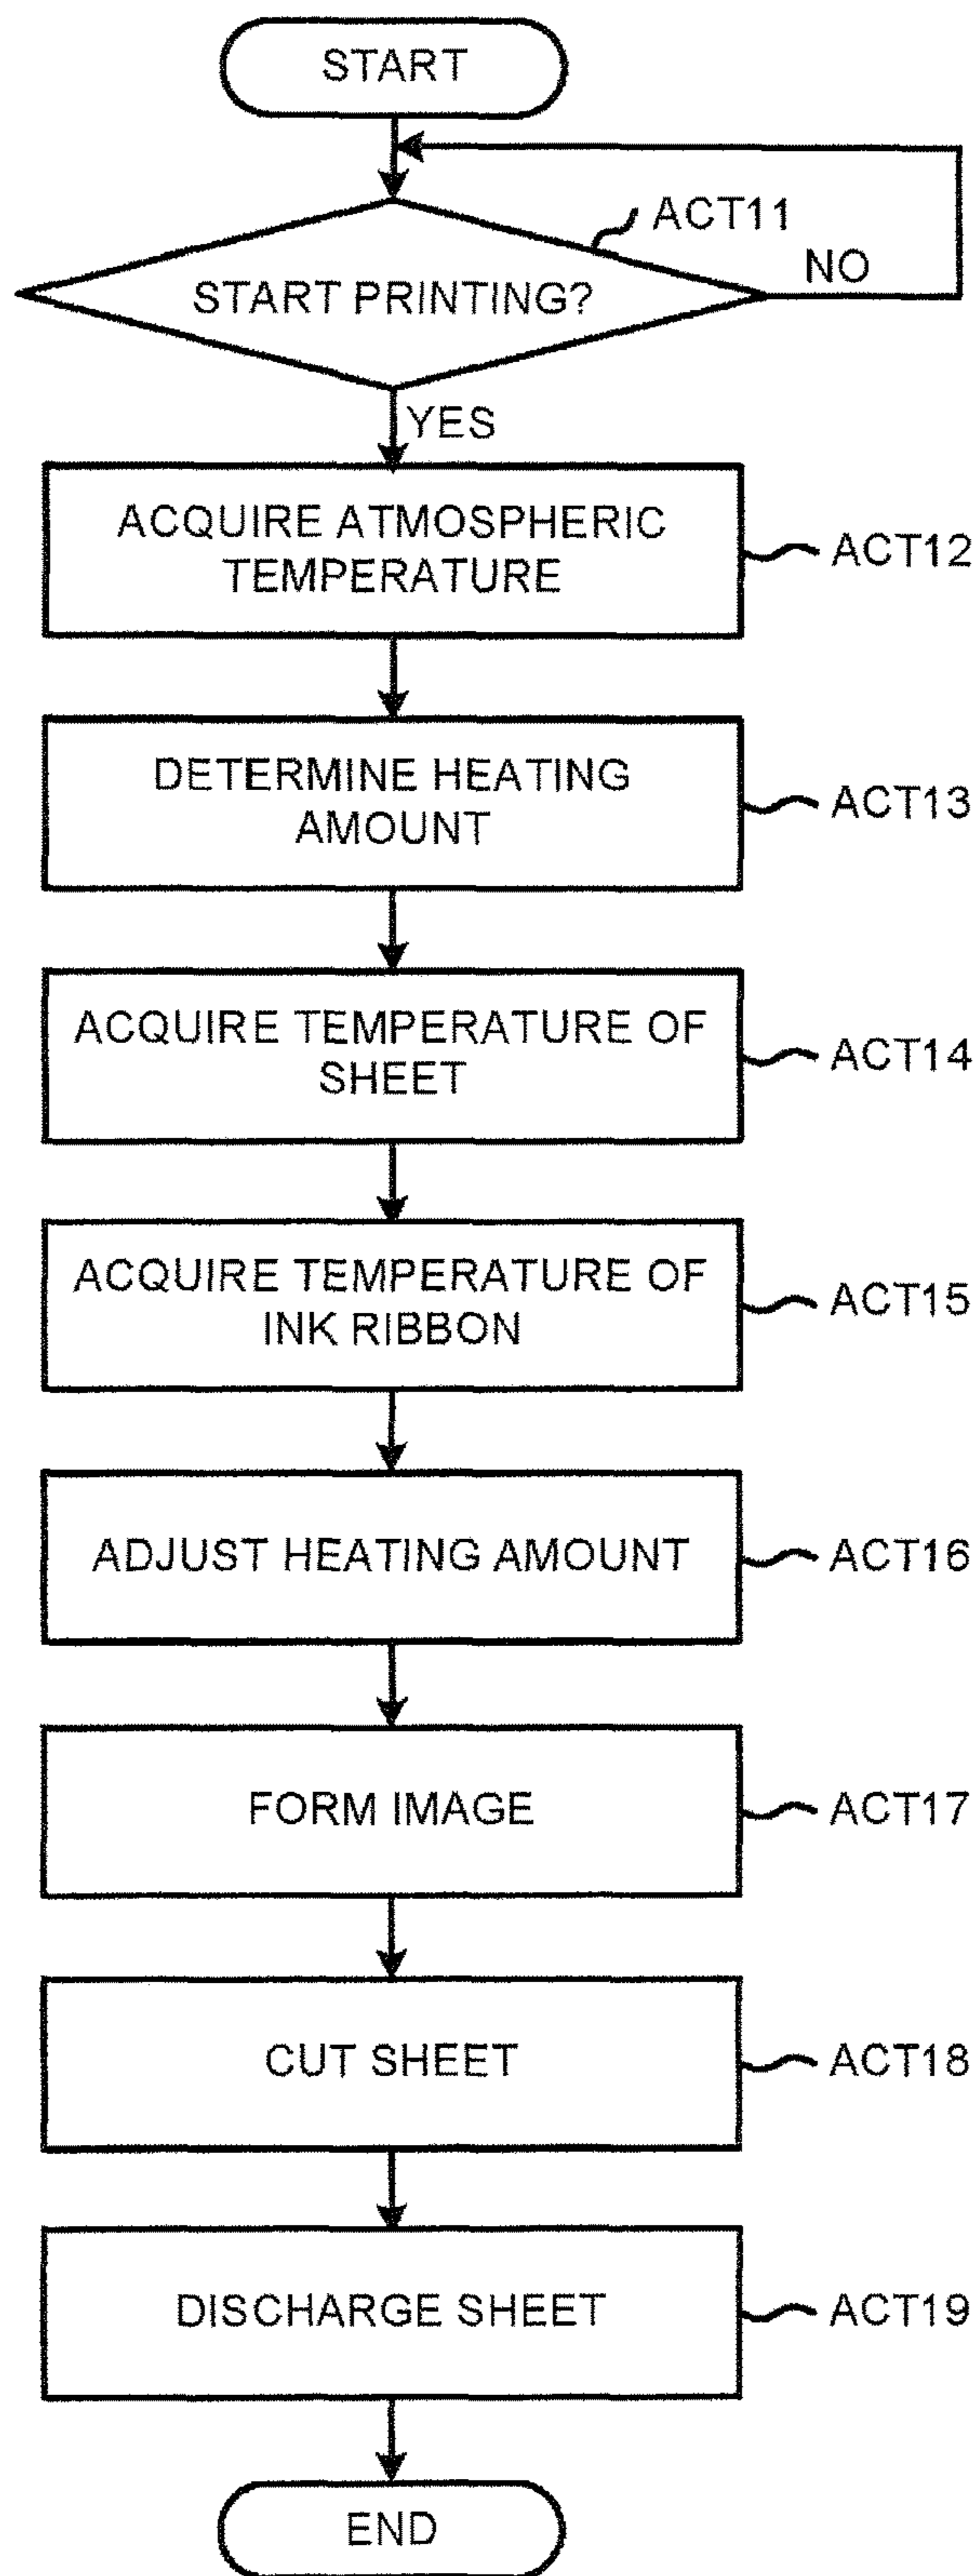 START
ACT11
NO
START PRINTING?
YES
ACQUIRE ATMOSPHERIC
TEMPERATURE
ACT12
DETERMINE HEATING
AMOUNT
ACT13
ACQUIRE TEMPERATURE OF
SHEET
ACT14
ACQUIRE TEMPERATURE OF
INK RIBBON
ACT15
ADJUST HEATING AMOUNT
ACT16
FORM IMAGE
ACT17
CUT SHEET
ACT18
DISCHARGE SHEET
ACT19
END